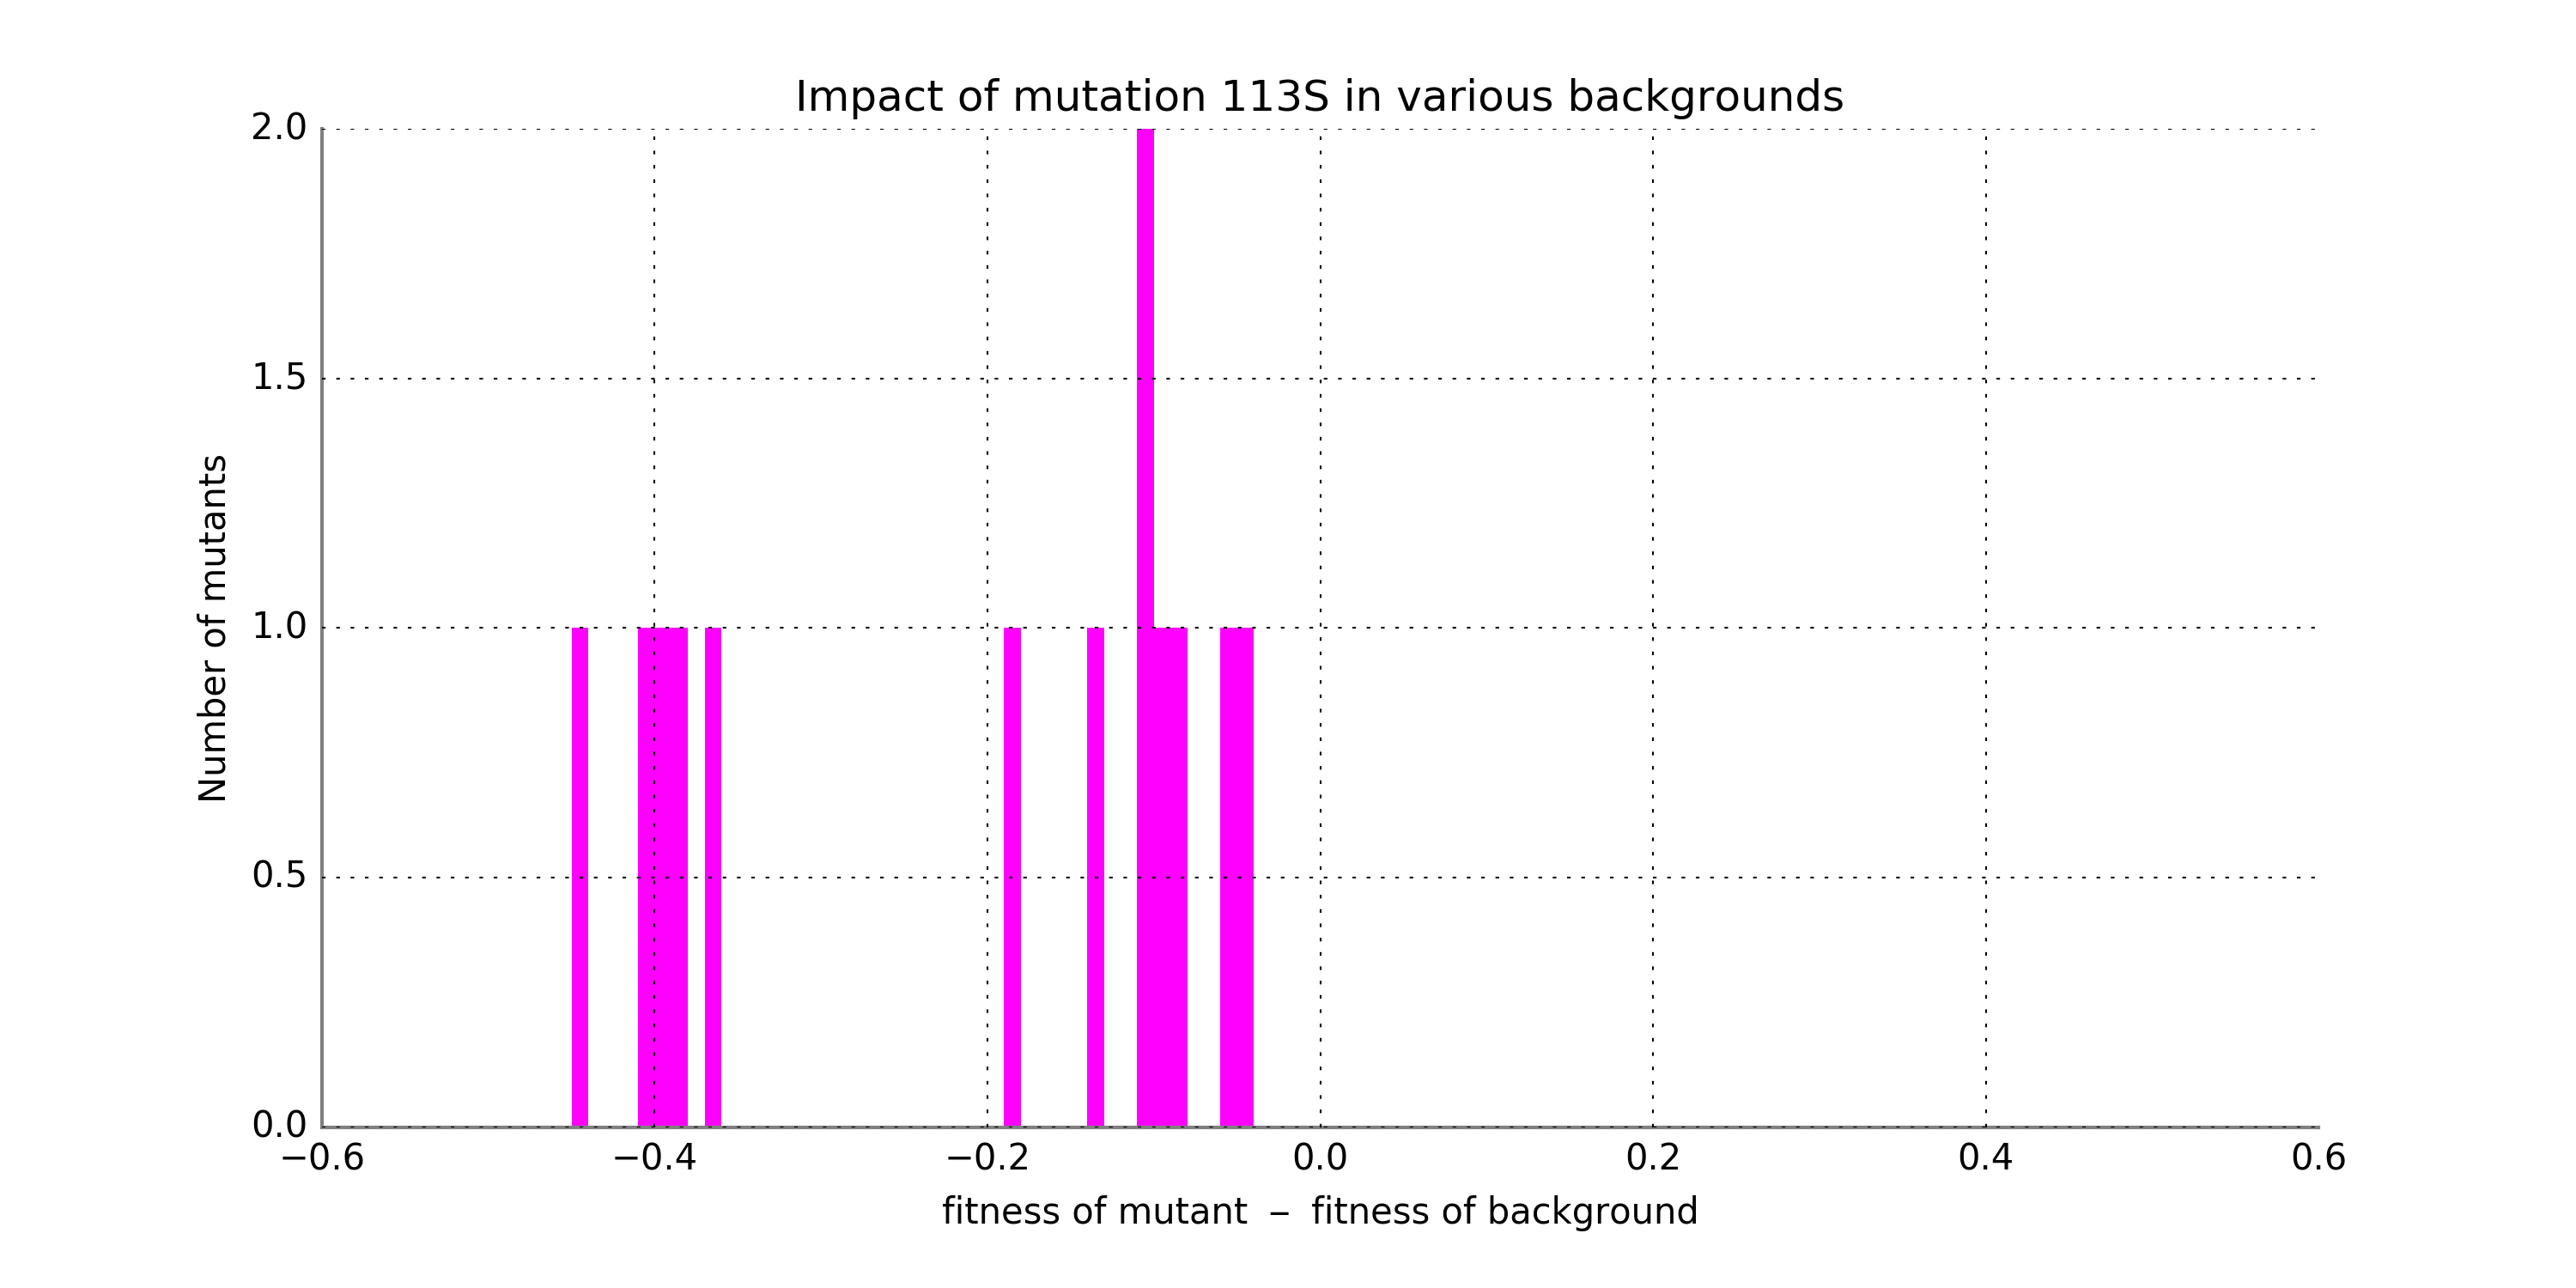 Impact of mutation 113S in various backgrounds
2.0
1.5
1.0
0.5
0.0
Number of mutants
−0.6 −0.4 −0.2 0.0 0.2 0.4 0.6
fitness of mutant − fitness of background